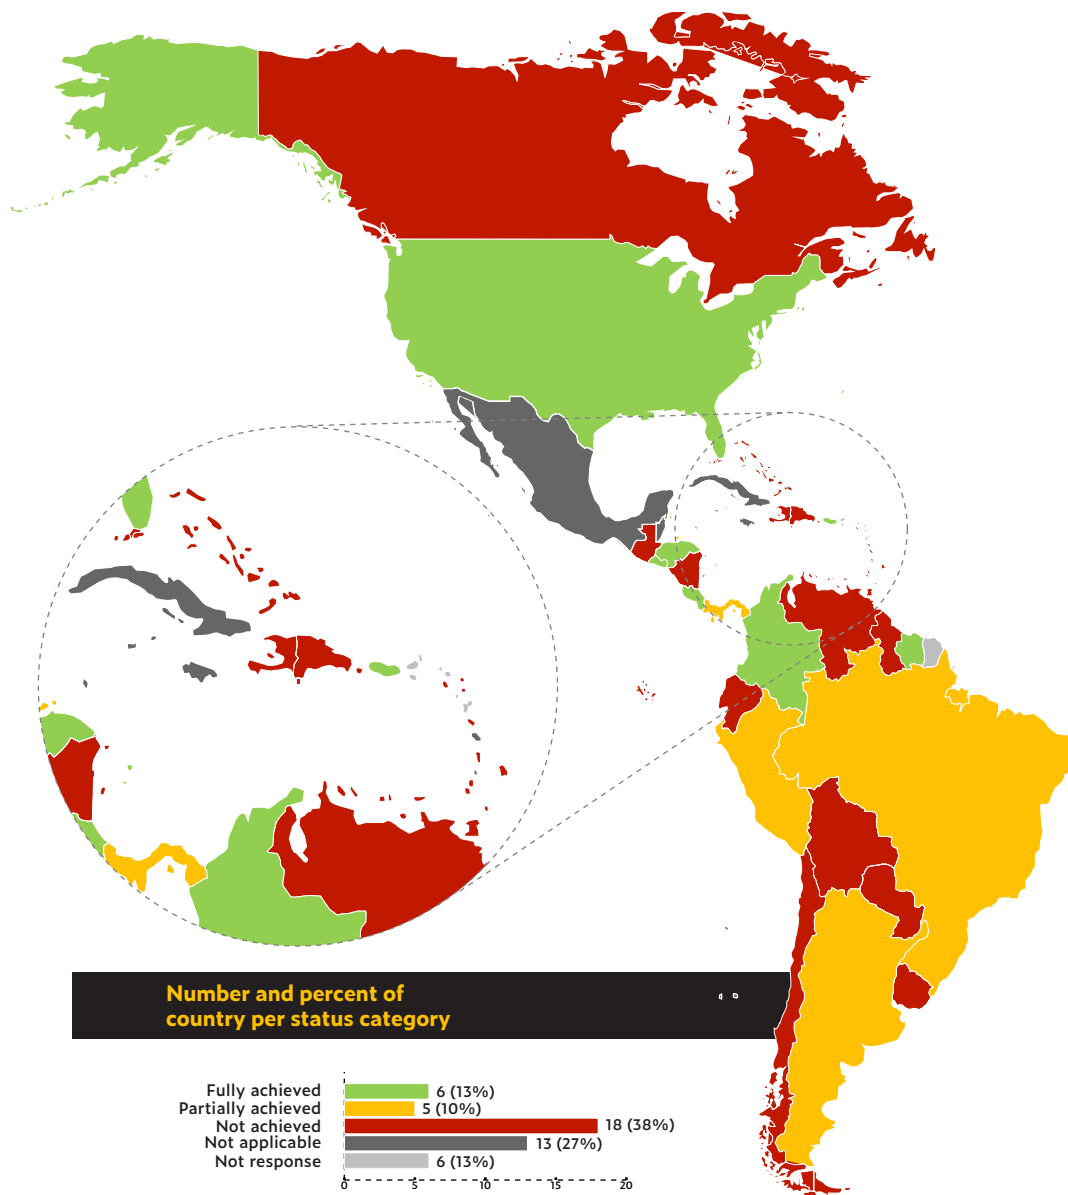 Number and percent of
country per status category
Fully achieved 6 (13%)
Partially achieved 5 (10%)
Not achieved 18 (38%)
Not applicable 13 (27%)
Not response 6 (13%)
0 5 10 15 20